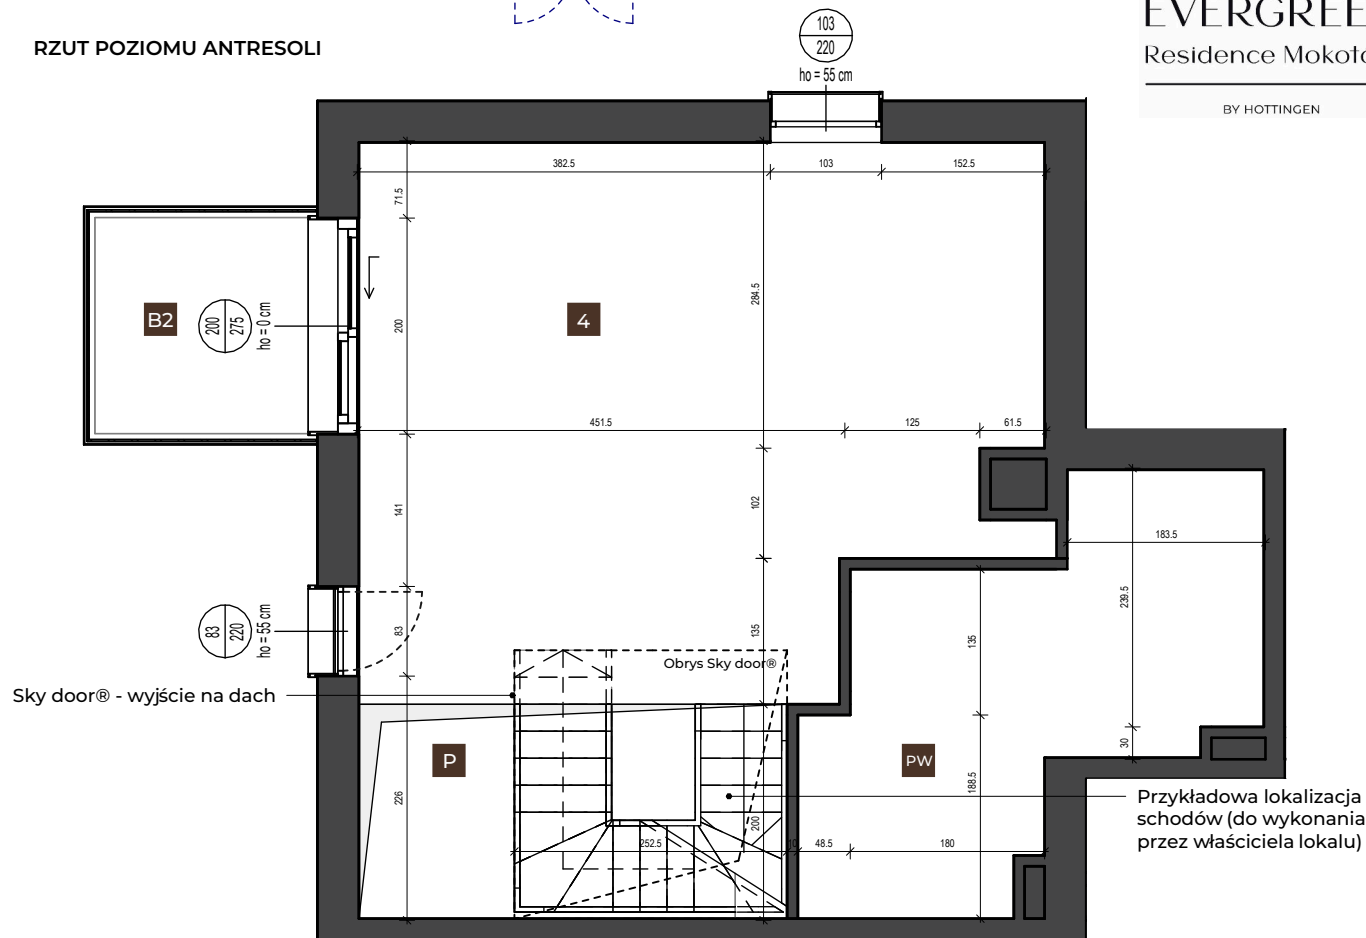 EVERGREE
RZUT POZIOMU ANTRESOLI
Residence Mokoto
BY HOTTINGEN
103
220
ho = 55 cm
382.5
103
152.5
71.5
B2
200
275
ho = 0 cm
200
4
284.5
451.5
125
61.5
141
102
183.5
239.5
83
220
ho = 55 cm
83
135
135
Obrys Sky door®
Sky door® - wyjście na dach
P
PW
30
226
188.5
200
252.5
10
48.5
180
Przykładowa lokalizacja
schodów (do wykonania
przez właściciela lokalu)